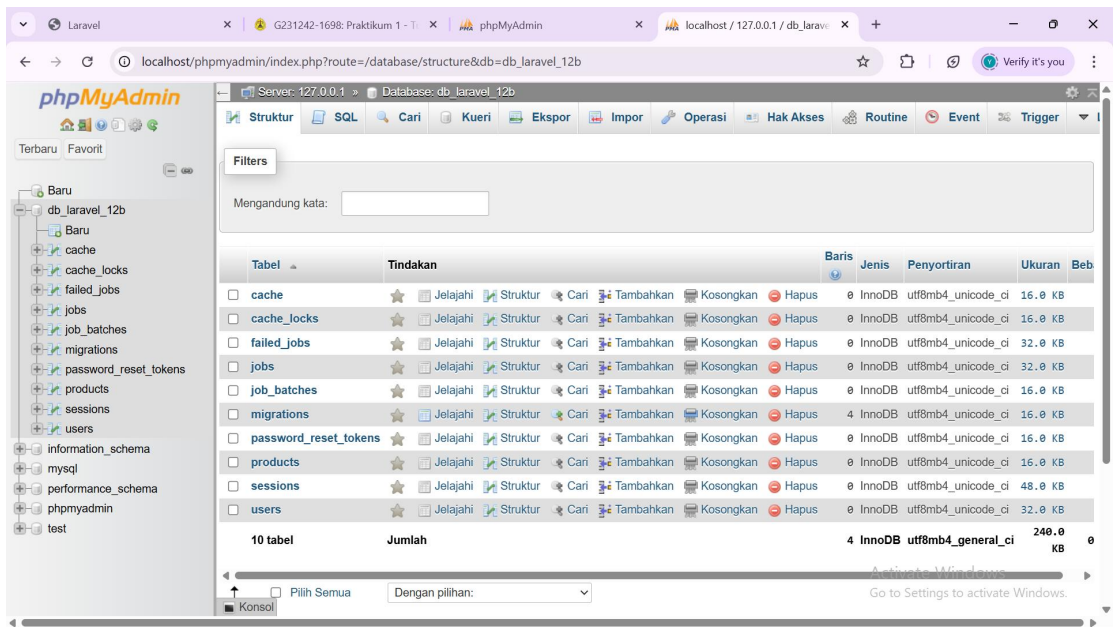 Laravel
G231242-1698: Praktikum 1 - T
phpMyAdmin
localhost / 127.0.0.1 / db_larave
localhost/phpmyadmin/index.php?route=/database/structure&db=db_laravel_12b
Verify it's you
phpMyAdmin
Terbaru Favorit
Baru
db_laravel_12b
Baru
cache
cache_locks
failed_jobs
jobs
job_batches
migrations
password_reset_tokens
products
sessions
users
information_schema
mysql
performance_schema
phpmyadmin
test
Server: 127.0.0.1 » Database: db_laravel_12b
Struktur SQL Cari Kueri Ekspor Impor Operasi Hak Akses Routine Event Trigger
Filters
Mengandung kata:
Tabel Tindakan Baris Jenis Penyortiran Ukuran Beb
cache Jelajahi Struktur Cari Tambahkan Kosongkan Hapus 0 InnoDB utf8mb4_unicode_ci 16.0 KB
cache_locks Jelajahi Struktur Cari Tambahkan Kosongkan Hapus 0 InnoDB utf8mb4_unicode_ci 16.0 KB
failed_jobs Jelajahi Struktur Cari Tambahkan Kosongkan Hapus 0 InnoDB utf8mb4_unicode_ci 32.0 KB
jobs Jelajahi Struktur Cari Tambahkan Kosongkan Hapus 0 InnoDB utf8mb4_unicode_ci 32.0 KB
job_batches Jelajahi Struktur Cari Tambahkan Kosongkan Hapus 0 InnoDB utf8mb4_unicode_ci 16.0 KB
migrations Jelajahi Struktur Cari Tambahkan Kosongkan Hapus 4 InnoDB utf8mb4_unicode_ci 16.0 KB
password_reset_tokens Jelajahi Struktur Cari Tambahkan Kosongkan Hapus 0 InnoDB utf8mb4_unicode_ci 16.0 KB
products Jelajahi Struktur Cari Tambahkan Kosongkan Hapus 0 InnoDB utf8mb4_unicode_ci 16.0 KB
sessions Jelajahi Struktur Cari Tambahkan Kosongkan Hapus 0 InnoDB utf8mb4_unicode_ci 48.0 KB
users Jelajahi Struktur Cari Tambahkan Kosongkan Hapus 0 InnoDB utf8mb4_unicode_ci 32.0 KB
10 tabel Jumlah 4 InnoDB utf8mb4_general_ci 240.0 KB 0
Pilih Semua Dengan pilihan:
Konsol
Activate Windows
Go to Settings to activate Windows.